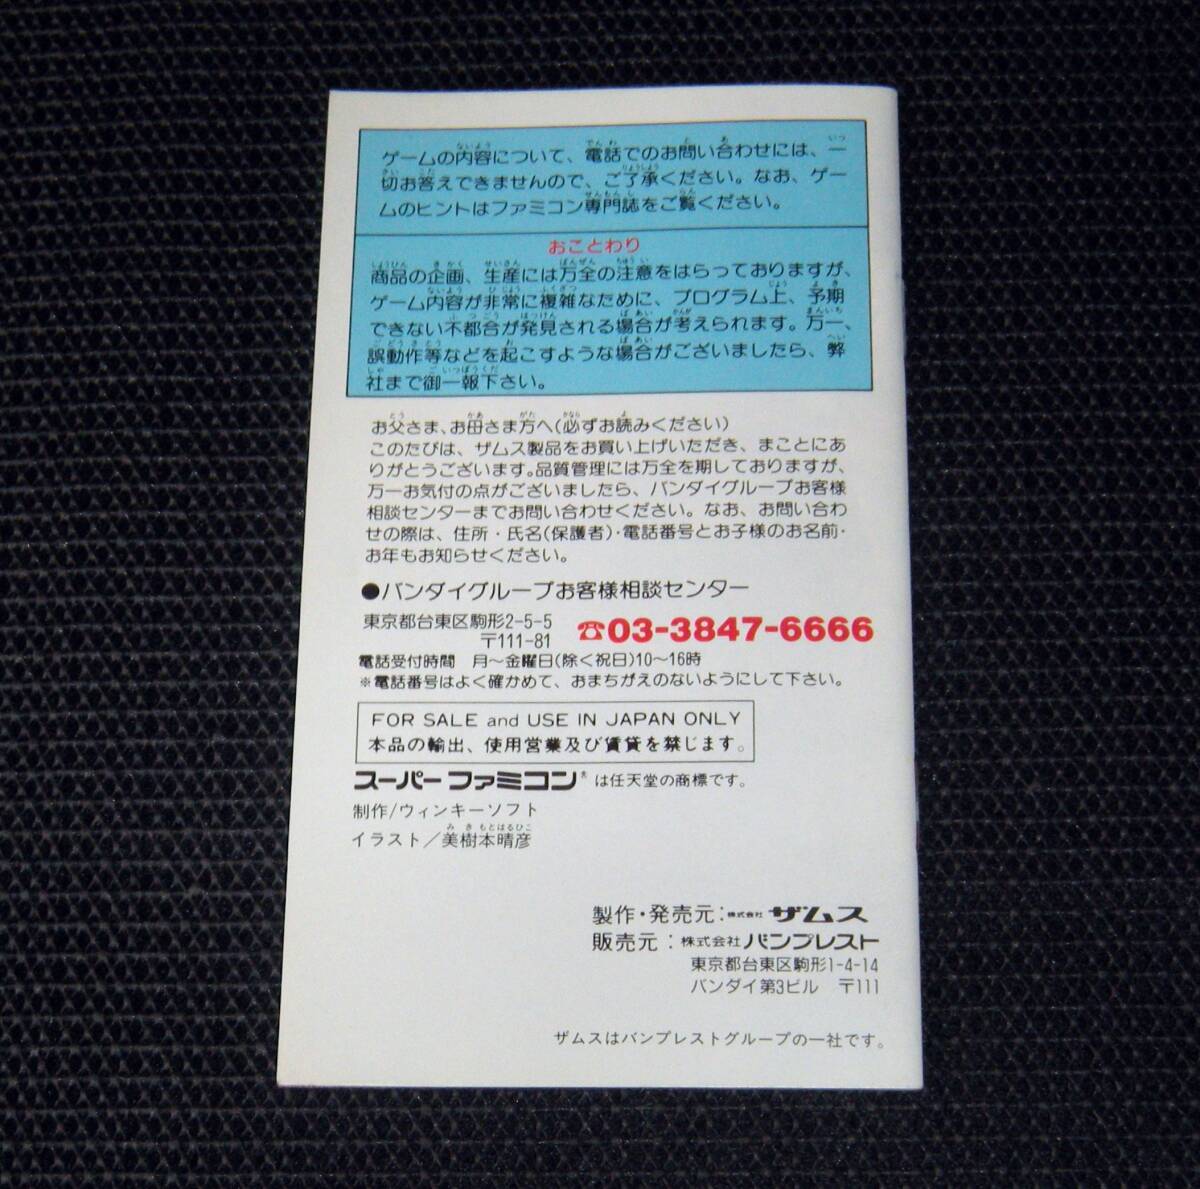 ゲームの内容について、電話でのお問い合わせには、一
切お答えできませんので、ご了承ください。なお、ゲー
ムのヒントはファミコン専門誌をご覧ください。
おことわり
商品の企画、生産には万全の注意をはらっておりますが、
ゲーム内容が非常に複雑なために、プログラム上、予期
できない不都合が発見される場合が考えられます。万一、
誤動作等などを起こすような場合がございましたら、弊
社まで御一報下さい。
お父さま、お母さま方へ(必ずお読みください)
このたびは、ザムス製品をお買い上げいただき、まことにあ
りがとうございます。品質管理には万全を期しておりますが、
万一お気付の点がございましたら、バンダイグループお客様
相談センターまでお問い合わせください。なお、お問い合わ
せの際は、住所・氏名(保護者)・電話番号とお子様のお名前・
お年もお知らせください。
●バンダイグループお客様相談センター
東京都台東区駒形2-5-5
〒111-81
☎03-3847-6666
電話受付時間 月〜金曜日(除く祝日)10〜16時
※電話番号はよく確かめて、おまちがえのないようにして下さい。
FOR SALE and USE IN JAPAN ONLY
本品の輸出、使用営業及び賃貸を禁じます。
スーパーファミコン®は任天堂の商標です。
制作/ウィンキーソフト
イラスト/美樹本晴彦
製作・発売元:株式会社 ザムス
販売元:株式会社 バンプレスト
東京都台東区駒形1-4-14
バンダイ第3ビル 〒111
ザムスはバンプレストグループの一社です。